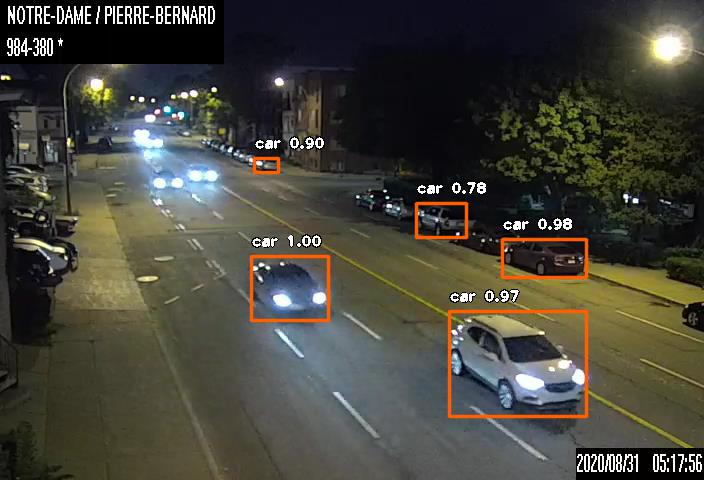 NOTRE-DAME / PIERRE-BERNARD
984-380 *
car 0.90
car 0.78
car 0.98
car 1.00
car 0.97
2020/08/31 05:17:56